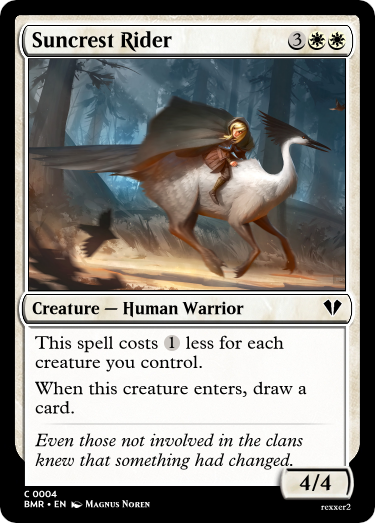 Suncrest Rider 3
Creature — Human Warrior
This spell costs 1 less for each
creature you control.
When this creature enters, draw a
card.
Even those not involved in the clans
knew that something had changed.
4/4
C 0004
BMR • EN Magnus Noren
rexxer2